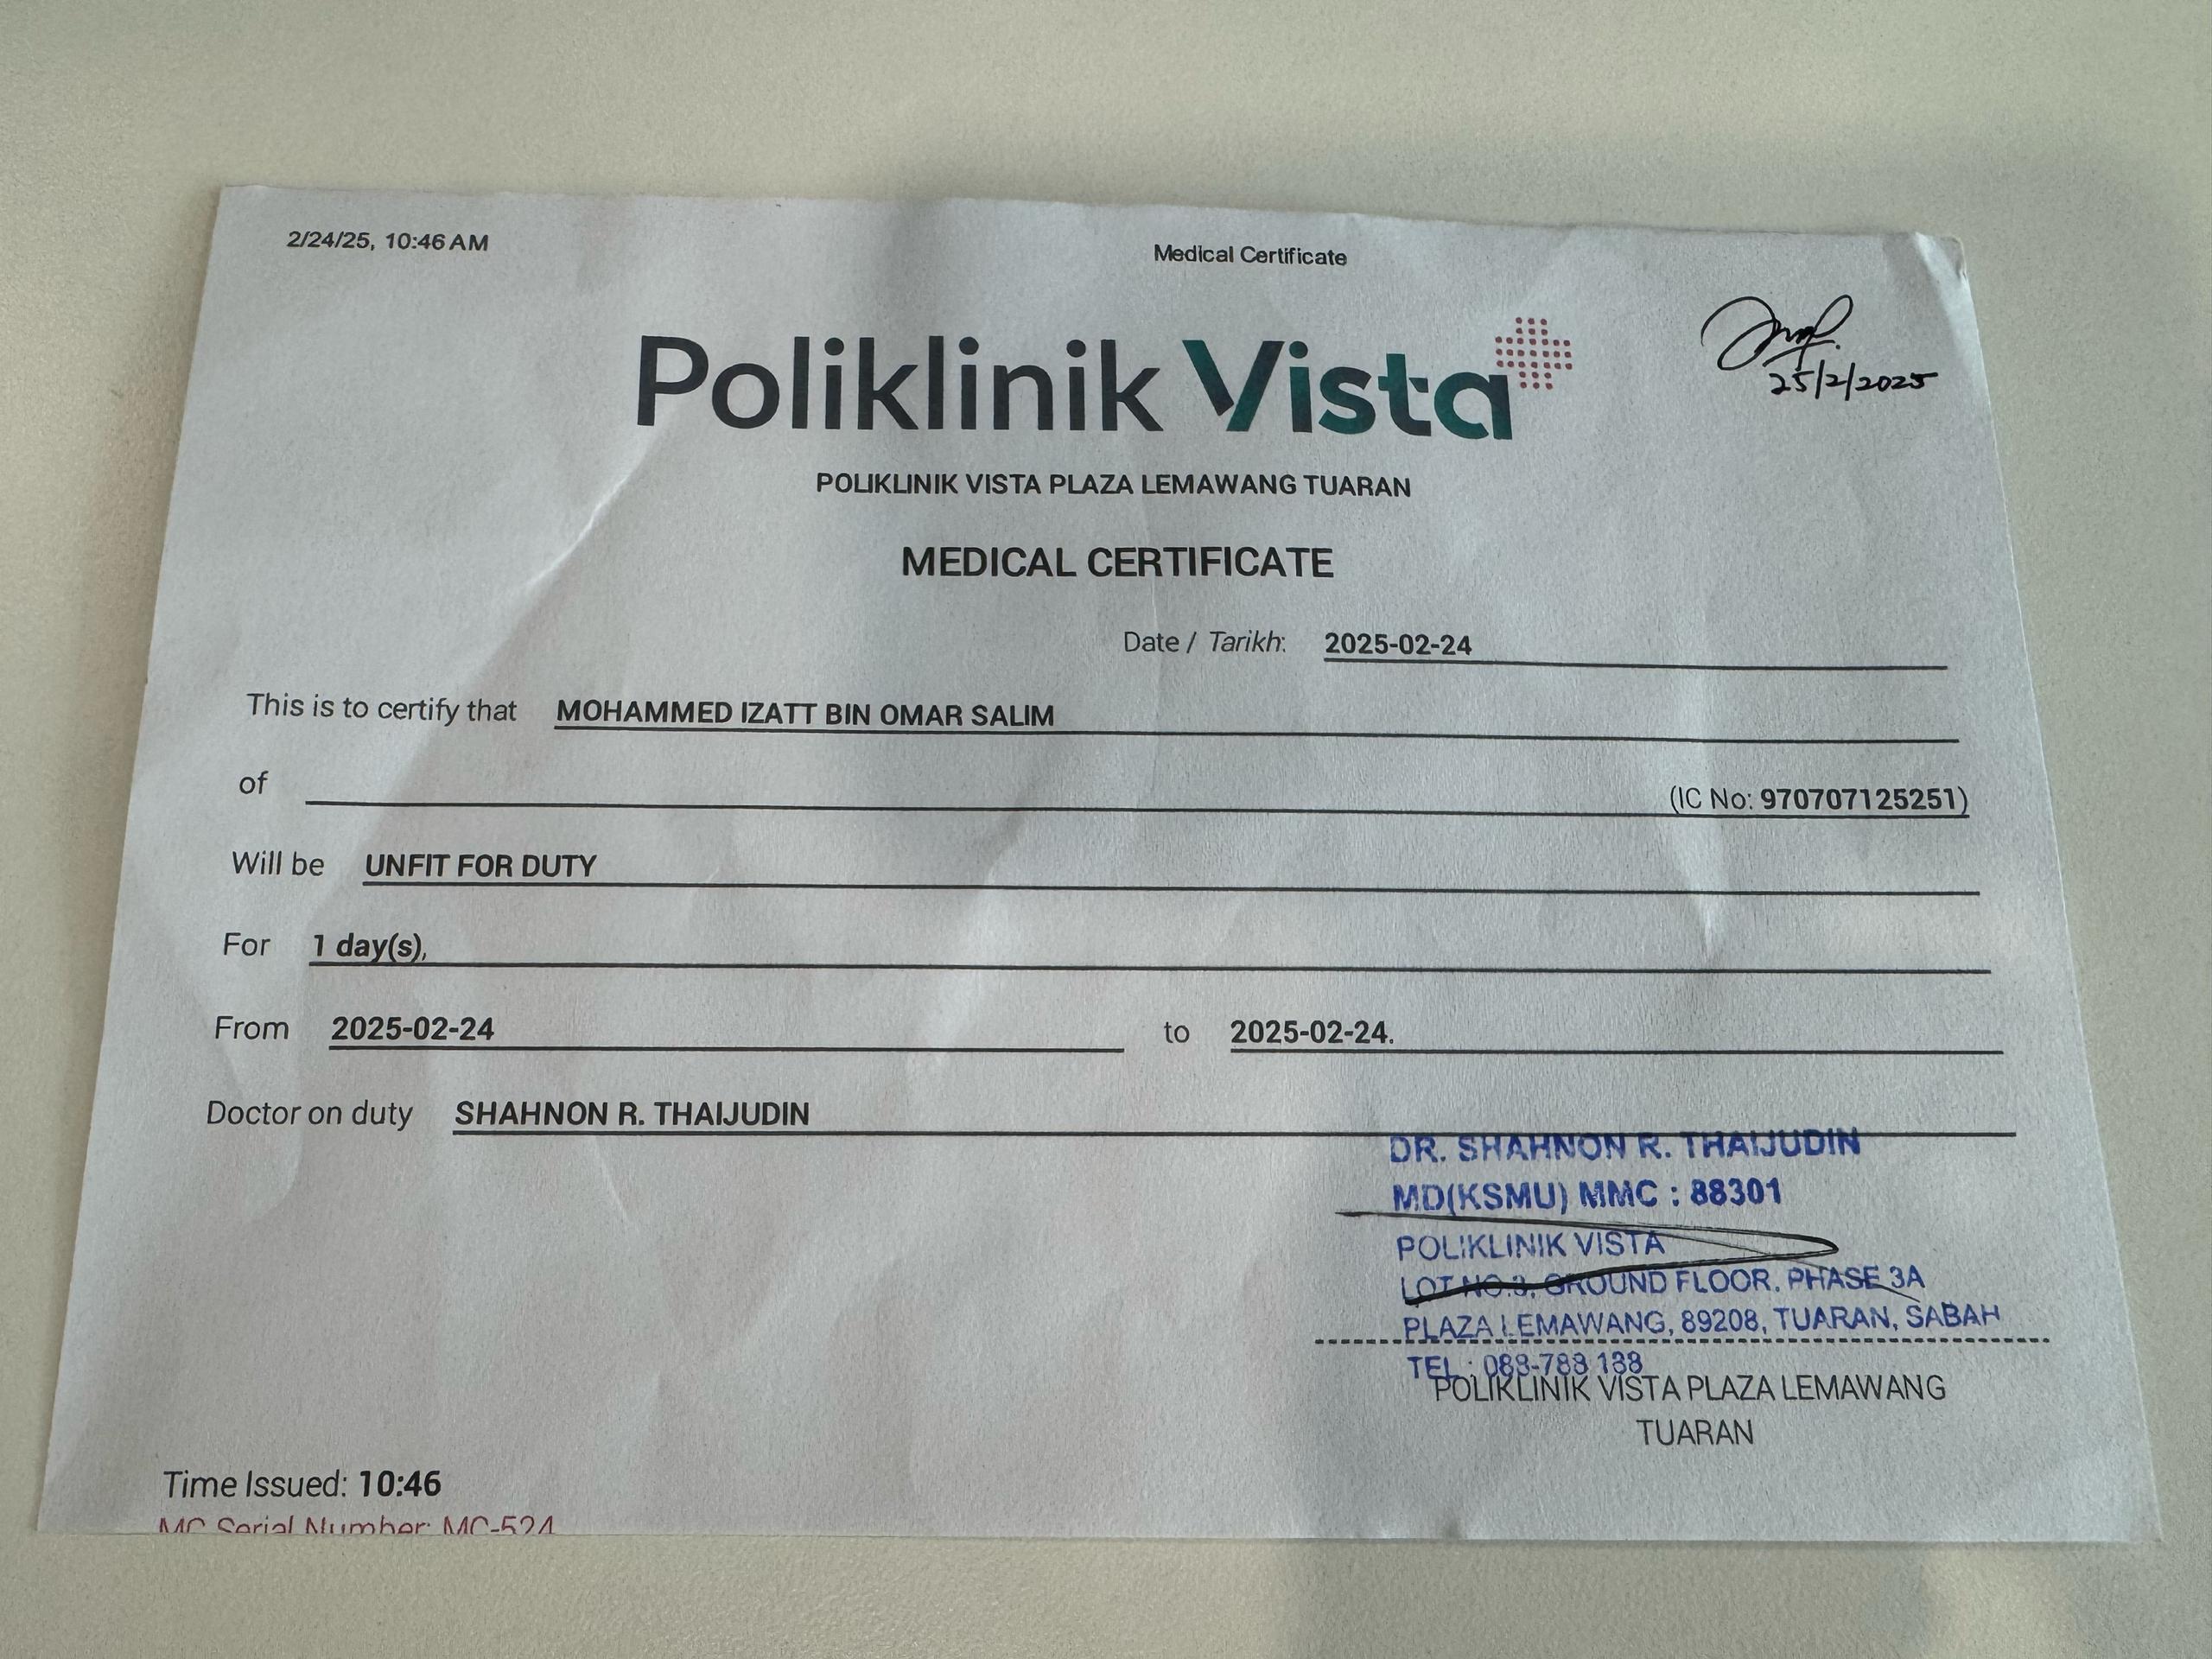 2/24/25, 10:46 AM
Medical Certificate
25/2/2025
Poliklinik Vista
POLIKLINIK VISTA PLAZA LEMAWANG TUARAN
MEDICAL CERTIFICATE
Date / Tarikh: 2025-02-24
This is to certify that MOHAMMED IZATT BIN OMAR SALIM
of (IC No: 970707125251)
Will be UNFIT FOR DUTY
For 1 day(s),
From 2025-02-24 to 2025-02-24.
Doctor on duty SHAHNON R. THAIJUDIN
DR. SHAHNON R. THAIJUDIN
MD(KSMU) MMC : 88301
POLIKLINIK VISTA
LOT NO.3, GROUND FLOOR, PHASE 3A
PLAZA LEMAWANG, 89208, TUARAN, SABAH
TEL : 088-788 188
POLIKLINIK VISTA PLAZA LEMAWANG
TUARAN
Time Issued: 10:46
MC Serial Number: MC-524